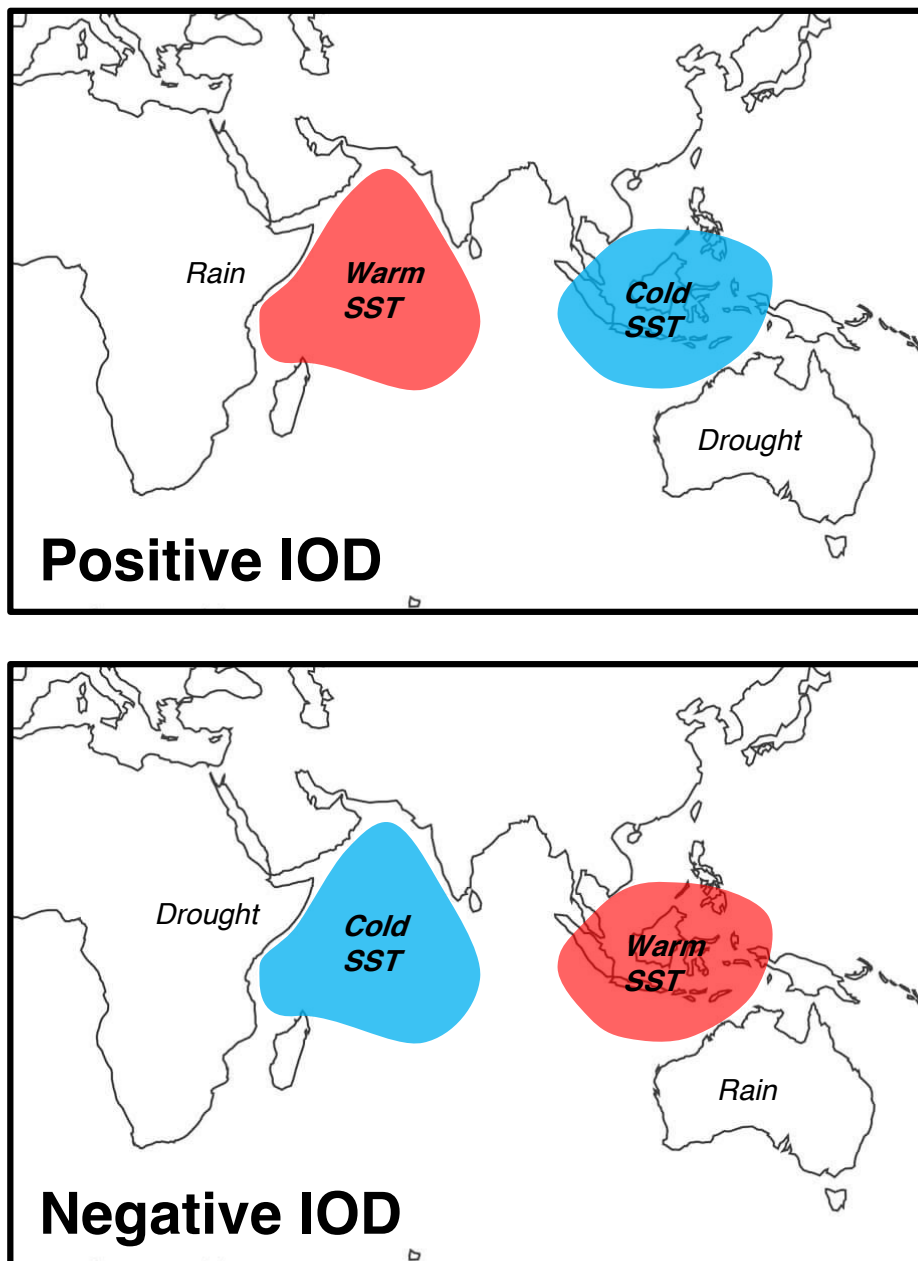 Rain
Warm
SST
Cold
SST
Drought
Positive IOD
Drought
Cold
SST
Warm
SST
Rain
Negative IOD